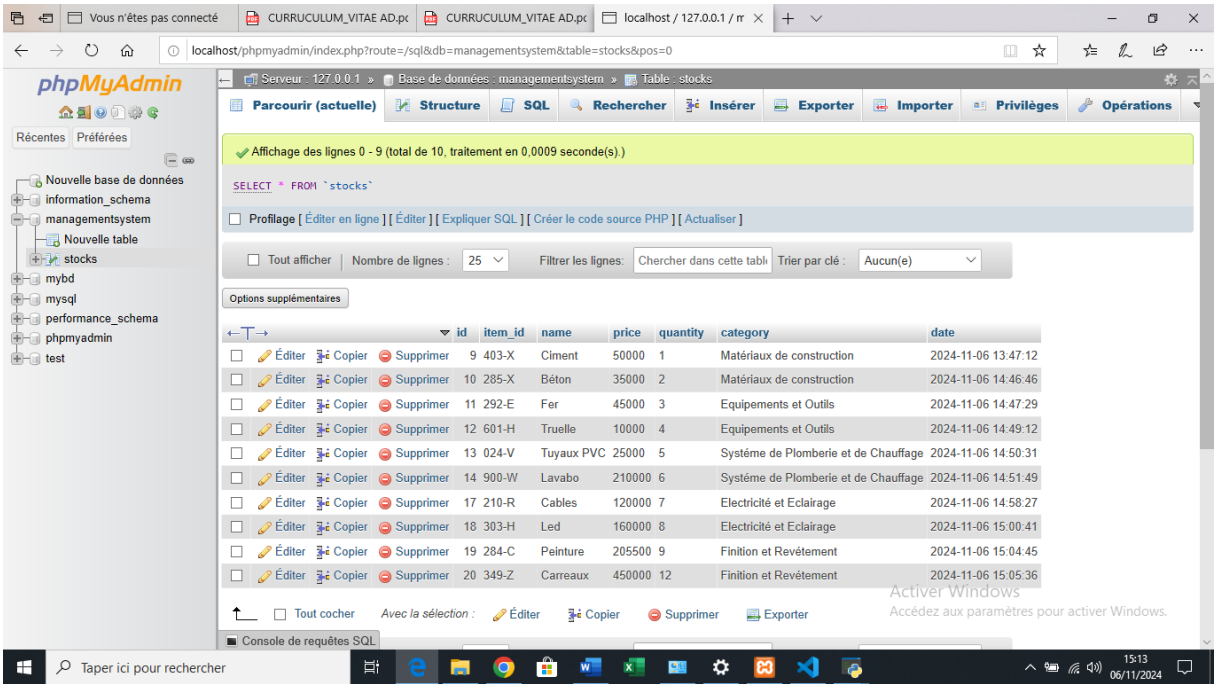 Vous n'êtes pas connecté
CURRUCULUM_VITAE AD.pc
CURRUCULUM_VITAE AD.pc
localhost / 127.0.0.1 / m
localhost/phpmyadmin/index.php?route=/sql&db=managementsystem&table=stocks&pos=0
phpMyAdmin
Récentes Préférées
Nouvelle base de données
information_schema
managementsystem
Nouvelle table
stocks
mybd
mysql
performance_schema
phpmyadmin
test
Serveur : 127.0.0.1 » Base de données : managementsystem » Table : stocks
Parcourir (actuelle) Structure SQL Rechercher Insérer Exporter Importer Privilèges Opérations
Affichage des lignes 0 - 9 (total de 10, traitement en 0,0009 seconde(s).)
SELECT * FROM `stocks`
Profilage [ Éditer en ligne ] [ Éditer ] [ Expliquer SQL ] [ Créer le code source PHP ] [ Actualiser ]
Tout afficher | Nombre de lignes : 25 Filtrer les lignes: Chercher dans cette table Trier par clé : Aucun(e)
Options supplémentaires
←T→ id item_id name price quantity category date
Éditer Copier Supprimer 9 403-X Ciment 50000 1 Matériaux de construction 2024-11-06 13:47:12
Éditer Copier Supprimer 10 285-X Béton 35000 2 Matériaux de construction 2024-11-06 14:46:46
Éditer Copier Supprimer 11 292-E Fer 45000 3 Equipements et Outils 2024-11-06 14:47:29
Éditer Copier Supprimer 12 601-H Truelle 10000 4 Equipements et Outils 2024-11-06 14:49:12
Éditer Copier Supprimer 13 024-V Tuyaux PVC 25000 5 Systéme de Plomberie et de Chauffage 2024-11-06 14:50:31
Éditer Copier Supprimer 14 900-W Lavabo 210000 6 Systéme de Plomberie et de Chauffage 2024-11-06 14:51:49
Éditer Copier Supprimer 17 210-R Cables 120000 7 Electricité et Eclairage 2024-11-06 14:58:27
Éditer Copier Supprimer 18 303-H Led 160000 8 Electricité et Eclairage 2024-11-06 15:00:41
Éditer Copier Supprimer 19 284-C Peinture 205500 9 Finition et Revétement 2024-11-06 15:04:45
Éditer Copier Supprimer 20 349-Z Carreaux 450000 12 Finition et Revétement 2024-11-06 15:05:36
Tout cocher Avec la sélection : Éditer Copier Supprimer Exporter
Activer Windows
Accédez aux paramètres pour activer Windows.
Console de requêtes SQL
Taper ici pour rechercher
15:13
06/11/2024